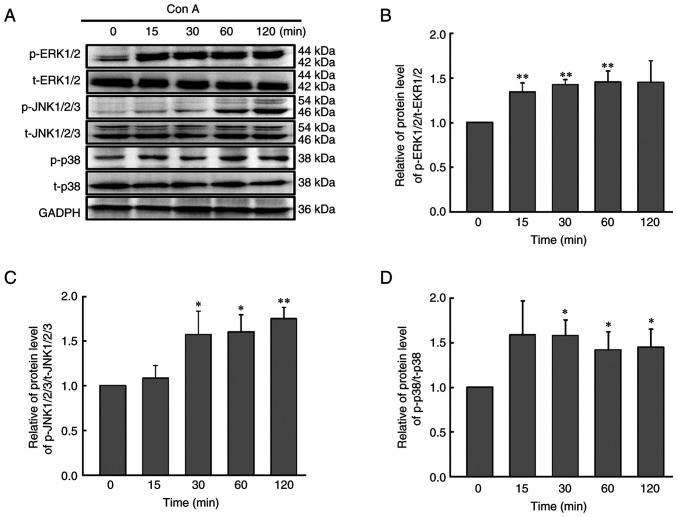 A
Con A
0 15 30 60 120 (min)
p-ERK1/2 44 kDa
42 kDa
t-ERK1/2 44 kDa
42 kDa
p-JNK1/2/3 54 kDa
46 kDa
t-JNK1/2/3 54 kDa
46 kDa
p-p38 38 kDa
t-p38 38 kDa
GADPH 36 kDa
B
Relative of protein level
of p-ERK1/2/t-EKR1/2
2.0
1.5
1.0
0.5
0.0
** ** **
0 15 30 60 120
Time (min)
C
Relative of protein level
of p-JNK1/2/3/t-JNK1/2/3
2.0
1.5
1.0
0.5
0.0
* * **
0 15 30 60 120
Time (min)
D
Relative of protein level
of p-p38/t-p38
2.0
1.5
1.0
0.5
0.0
* * *
0 15 30 60 120
Time (min)